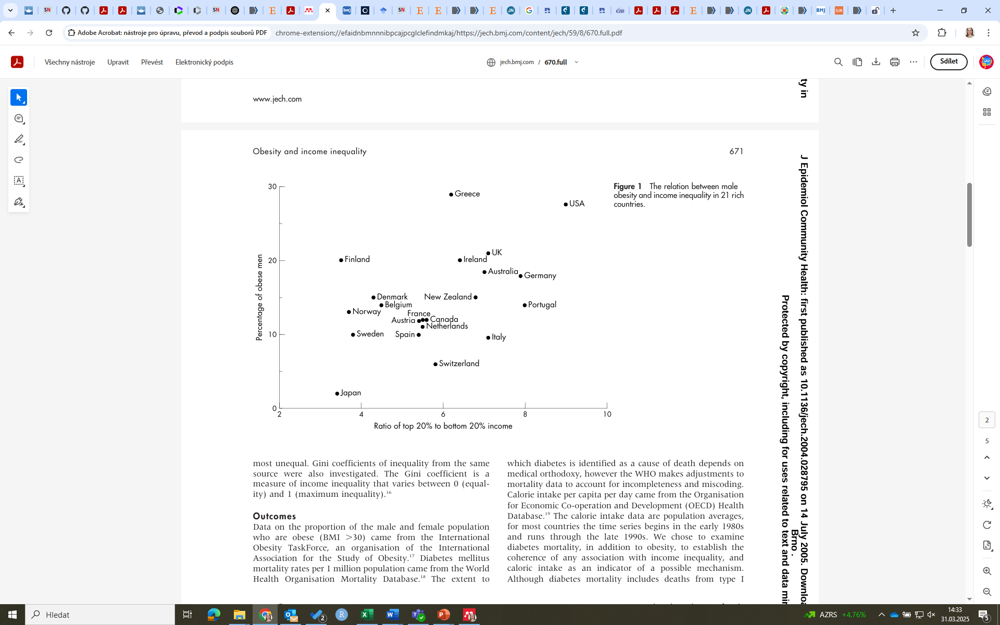 Adobe Acrobat: nástroje pro úpravu, převod a podpis souborů PDF
chrome-extension://efaidnbmnnnibpcajpcglclefindmkaj/https://jech.bmj.com/content/jech/59/8/670.full.pdf
Všechny nástroje
Upravit
Převést
Elektronický podpis
jech.bmj.com / 670.full
Sdílet
www.jech.com
ty in
Obesity and income inequality
671
Figure 1 The relation between male
obesity and income inequality in 21 rich
countries.
Percentage of obese men
30
20
10
0
Greece
USA
UK
Finland
Ireland
Australia
Germany
Denmark
New Zealand
Belgium
Portugal
Norway
France
Austria
Canada
Netherlands
Sweden
Spain
Italy
Switzerland
Japan
2
4
6
8
10
Ratio of top 20% to bottom 20% income
most unequal. Gini coefficients of inequality from the same
source were also investigated. The Gini coefficient is a
measure of income inequality that varies between 0 (equal-
ity) and 1 (maximum inequality).16
Outcomes
Data on the proportion of the male and female population
who are obese (BMI >30) came from the International
Obesity TaskForce, an organisation of the International
Association for the Study of Obesity.17 Diabetes mellitus
mortality rates per 1 million population came from the World
Health Organisation Mortality Database.18 The extent to
which diabetes is identified as a cause of death depends on
medical orthodoxy, however the WHO makes adjustments to
mortality data to account for incompleteness and miscoding.
Calorie intake per capita per day came from the Organisation
for Economic Co-operation and Development (OECD) Health
Database.19 The calorie intake data are population averages,
for most countries the time series begins in the early 1980s
and runs through the late 1990s. We chose to examine
diabetes mortality, in addition to obesity, to establish the
coherence of any association with income inequality, and
caloric intake as an indicator of a possible mechanism.
Although diabetes mortality includes deaths from type I
J Epidemiol Community Health: first published as 10.1136/jech.2004.028795 on 14 July 2005. Downloa
Brno .
Protected by copyright, including for uses related to text and data min
2
5
Hledat
2
AZRS +4,76%
14:33
31.03.2025
5